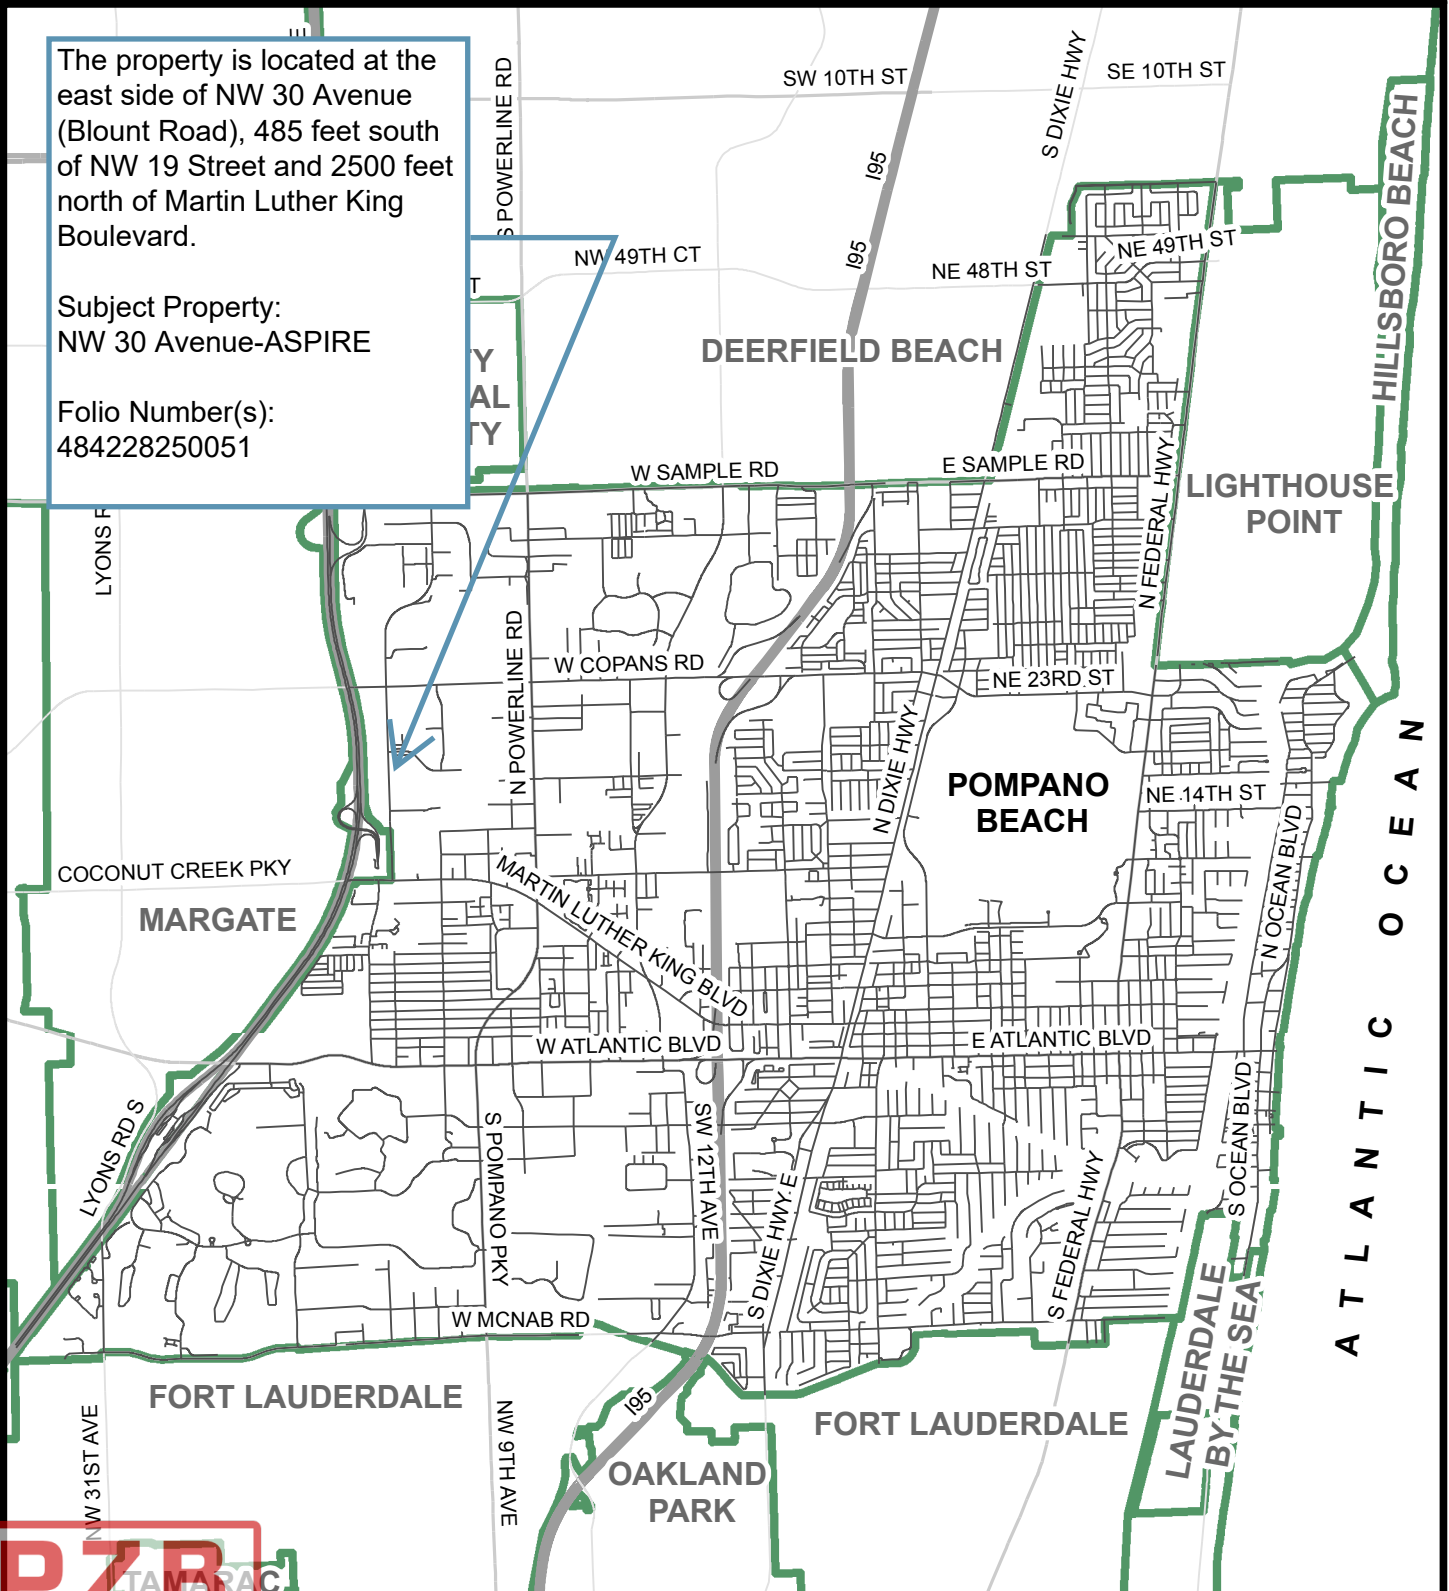 The property is located at the
east side of NW 30 Avenue
(Blount Road), 485 feet south
of NW 19 Street and 2500 feet
north of Martin Luther King
Boulevard.
Subject Property:
NW 30 Avenue-ASPIRE
Folio Number(s):
484228250051
S POWERLINE RD
SW 10TH ST
SE 10TH ST
S DIXIE HWY
I95
I95
HILLSBORO BEACH
NW 49TH CT
NE 48TH ST
NE 49TH ST
T
TY
AL
TY
DEERFIELD BEACH
W SAMPLE RD
E SAMPLE RD
N FEDERAL HWY
LIGHTHOUSE
POINT
LYONS R
N POWERLINE RD
W COPANS RD
NE 23RD ST
N DIXIE HWY
POMPANO
BEACH
NE 14TH ST
N OCEAN BLVD
ATLANTIC OCEAN
COCONUT CREEK PKY
MARGATE
MARTIN LUTHER KING BLVD
W ATLANTIC BLVD
E ATLANTIC BLVD
LYONS RD S
S POMPANO PKY
SW 12TH AVE
S DIXIE HWY E
S FEDERAL HWY
S OCEAN BLVD
W MCNAB RD
FORT LAUDERDALE
FORT LAUDERDALE
LAUDERDALE
BY THE SEA
NW 31ST AVE
NW 9TH AVE
I95
OAKLAND
PARK
PZB
TAMARAC